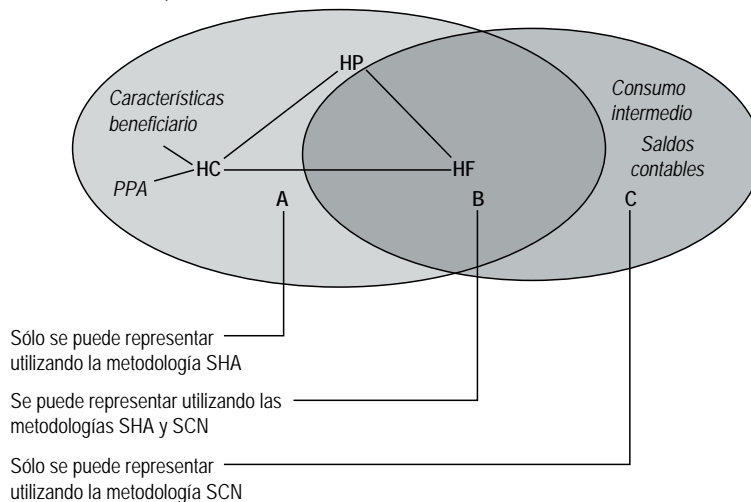 HP
Características
beneficiario
Consumo
intermedio
Saldos
contables
HC
HF
PPA
A
B
C
Sólo se puede representar
utilizando la metodología SHA
Se puede representar utilizando las
metodologías SHA y SCN
Sólo se puede representar
utilizando la metodología SCN